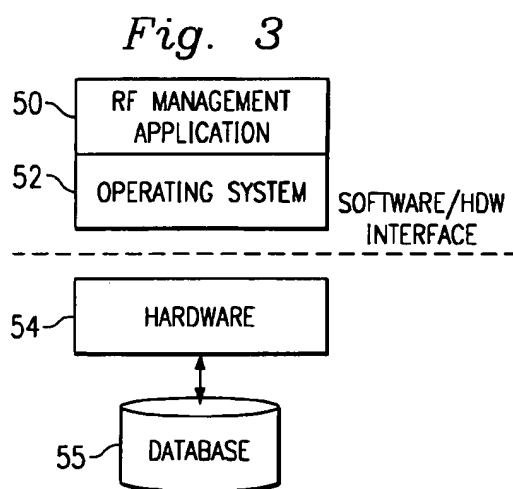 Fig. 3
50
RF MANAGEMENT
APPLICATION
52
OPERATING SYSTEM
SOFTWARE/HDW
INTERFACE
54
HARDWARE
55
DATABASE